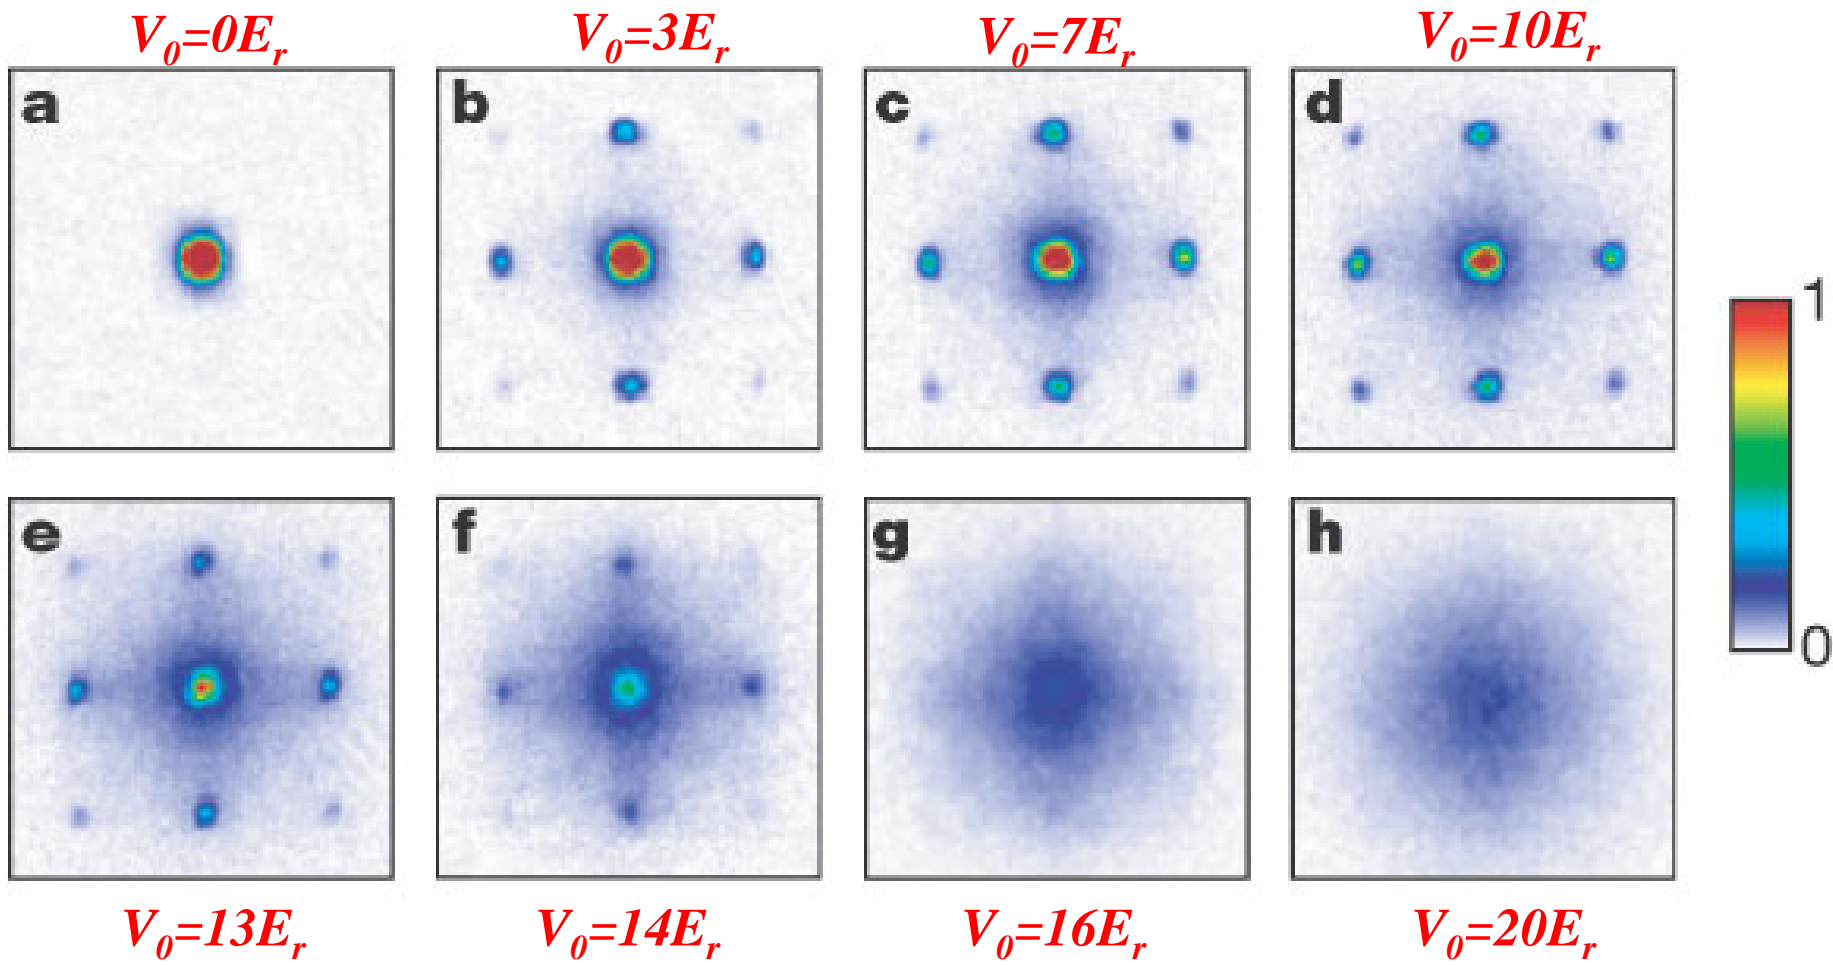 V₀=0Eᵣ V₀=3Eᵣ V₀=7Eᵣ V₀=10Eᵣ
a b c d
1
e f g h
0
V₀=13Eᵣ V₀=14Eᵣ V₀=16Eᵣ V₀=20Eᵣ